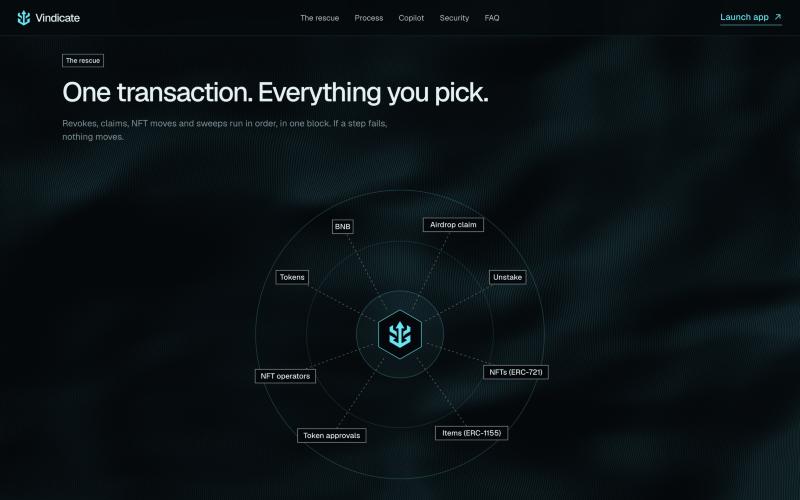 Vindicate
The rescue
Process
Copilot
Security
FAQ
Launch app
The rescue
One transaction. Everything you pick.
Revokes, claims, NFT moves and sweeps run in order, in one block. If a step fails,
nothing moves.
BNB
Airdrop claim
Tokens
Unstake
NFT operators
NFTs (ERC-721)
Token approvals
Items (ERC-1155)